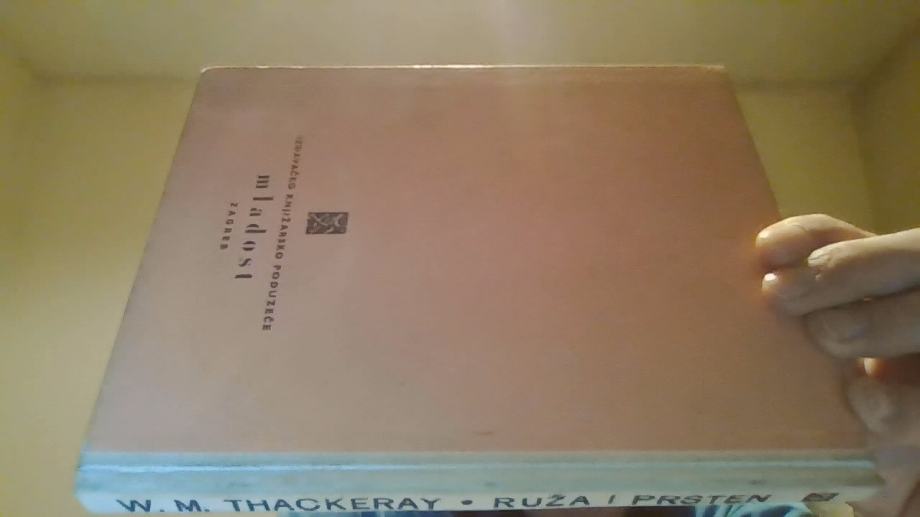 IZDAVAČKO KNJIŽARSKO PODUZEĆE
mladost
ZAGREB
W. M. THACKERAY • RUŽA I PRSTEN